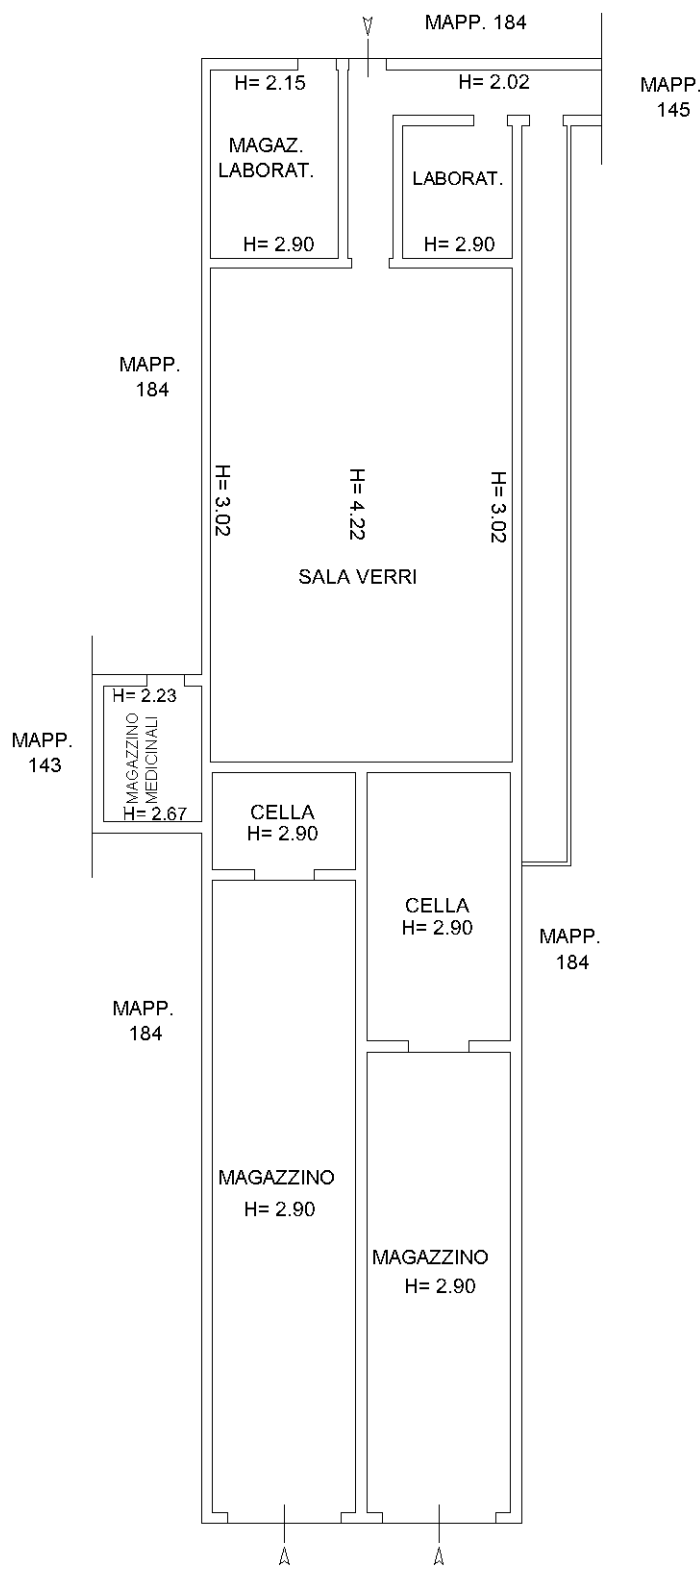 MAPP. 184
H= 2.15
H= 2.02
MAPP.
145
MAGAZ.
LABORAT.
LABORAT.
H= 2.90
H= 2.90
MAPP.
184
H= 3.02
H= 4.22
H= 3.02
SALA VERRI
H= 2.23
MAGAZZINO
MEDICINALI
H= 2.67
MAPP.
143
CELLA
H= 2.90
CELLA
H= 2.90
MAPP.
184
MAPP.
184
MAGAZZINO
H= 2.90
MAGAZZINO
H= 2.90